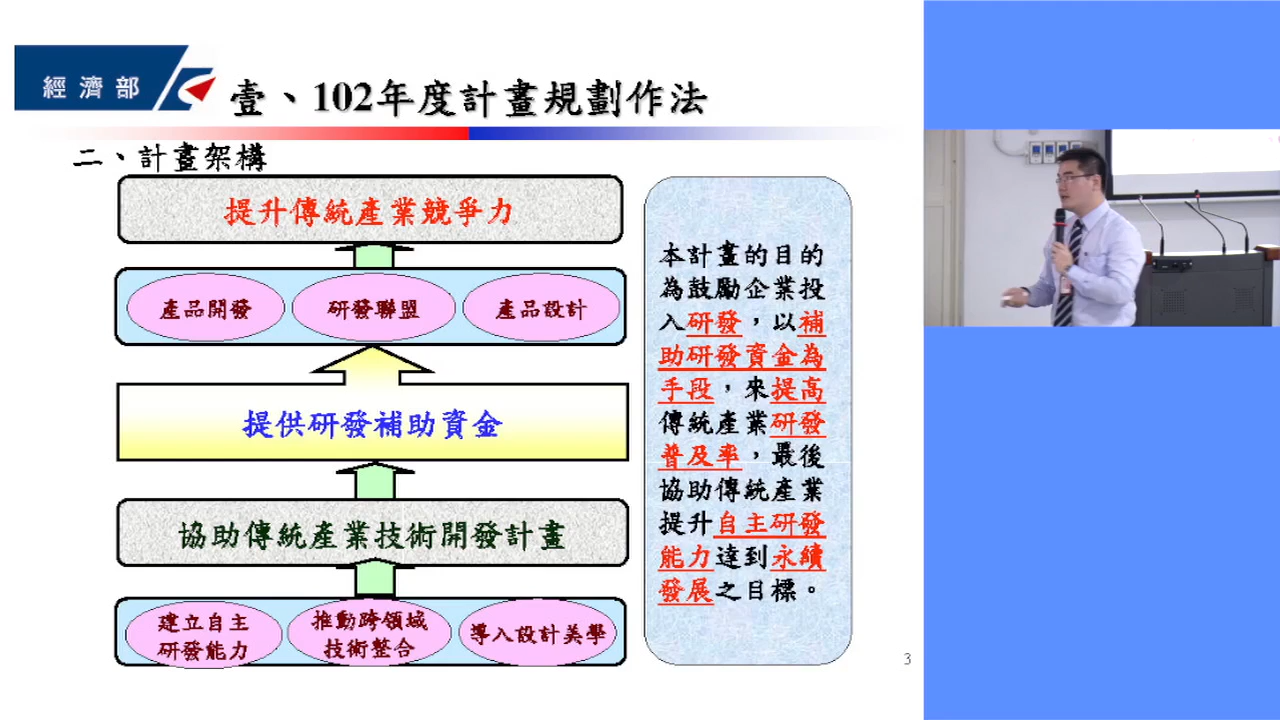 經濟部
壹、102年度計畫規劃作法
二、計畫架構
提升傳統產業競爭力
產品開發
研發聯盟
產品設計
提供研發補助資金
協助傳統產業技術開發計畫
建立自主
研發能力
推動跨領域
技術整合
導入設計美學
本計畫的目的
為鼓勵企業投
入研發，以補
助研發資金為
手段，來提高
傳統產業研發
普及率，最後
協助傳統產業
提升自主研發
能力達到永續
發展之目標。
3